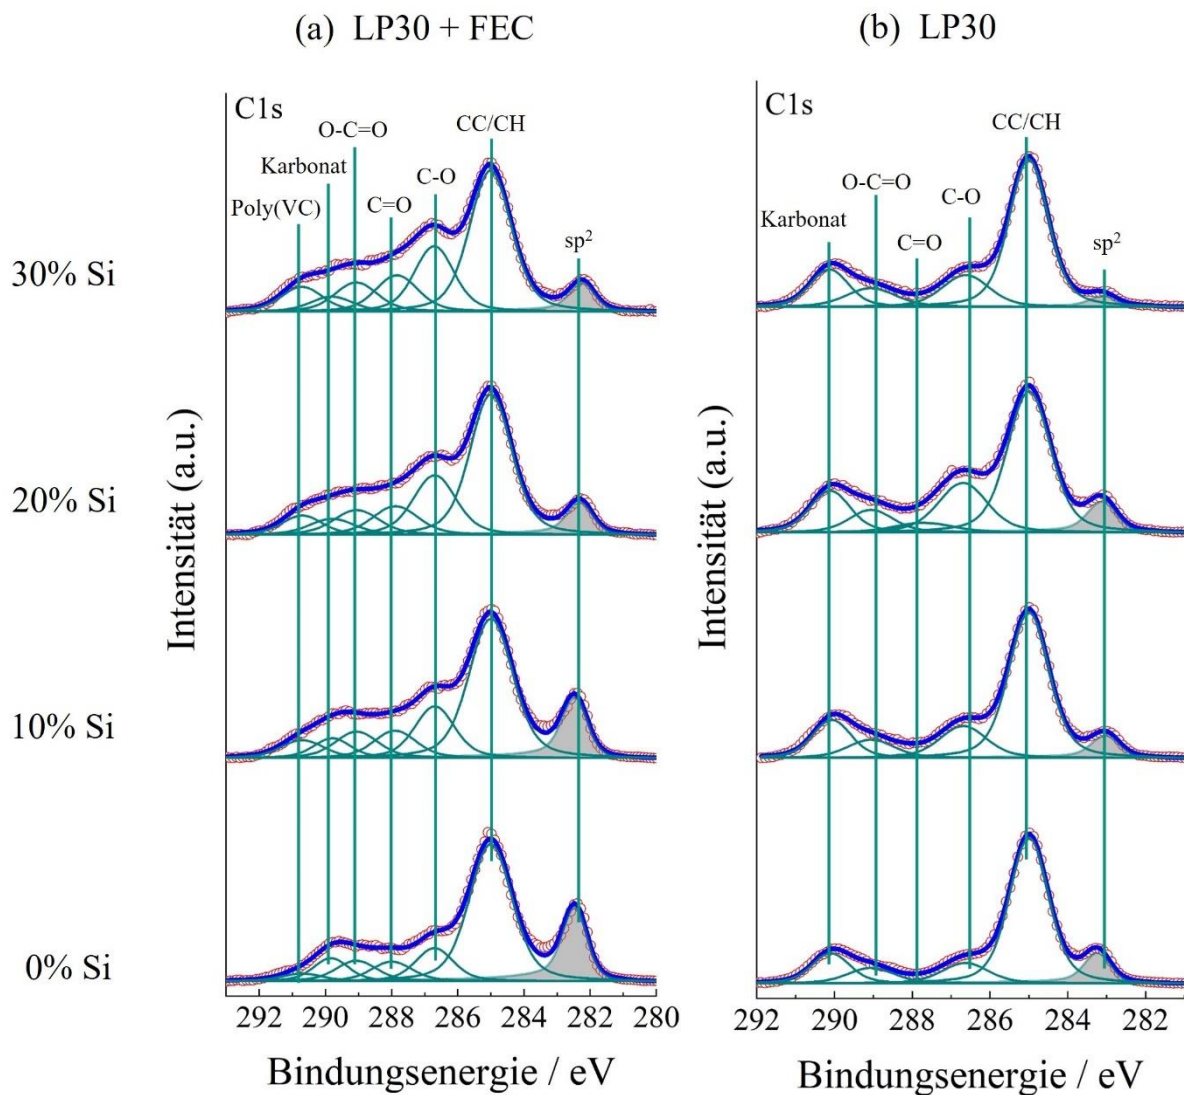 (a) LP30 + FEC
(b) LP30
30% Si
20% Si
10% Si
0% Si
Intensität (a.u.)
C1s
Poly(VC)
Karbonat
O-C=O
C=O
C-O
CC/CH
sp²
292 290 288 286 284 282 280
Bindungsenergie / eV
Intensität (a.u.)
C1s
Karbonat
O-C=O
C=O
C-O
CC/CH
sp²
292 290 288 286 284 282
Bindungsenergie / eV